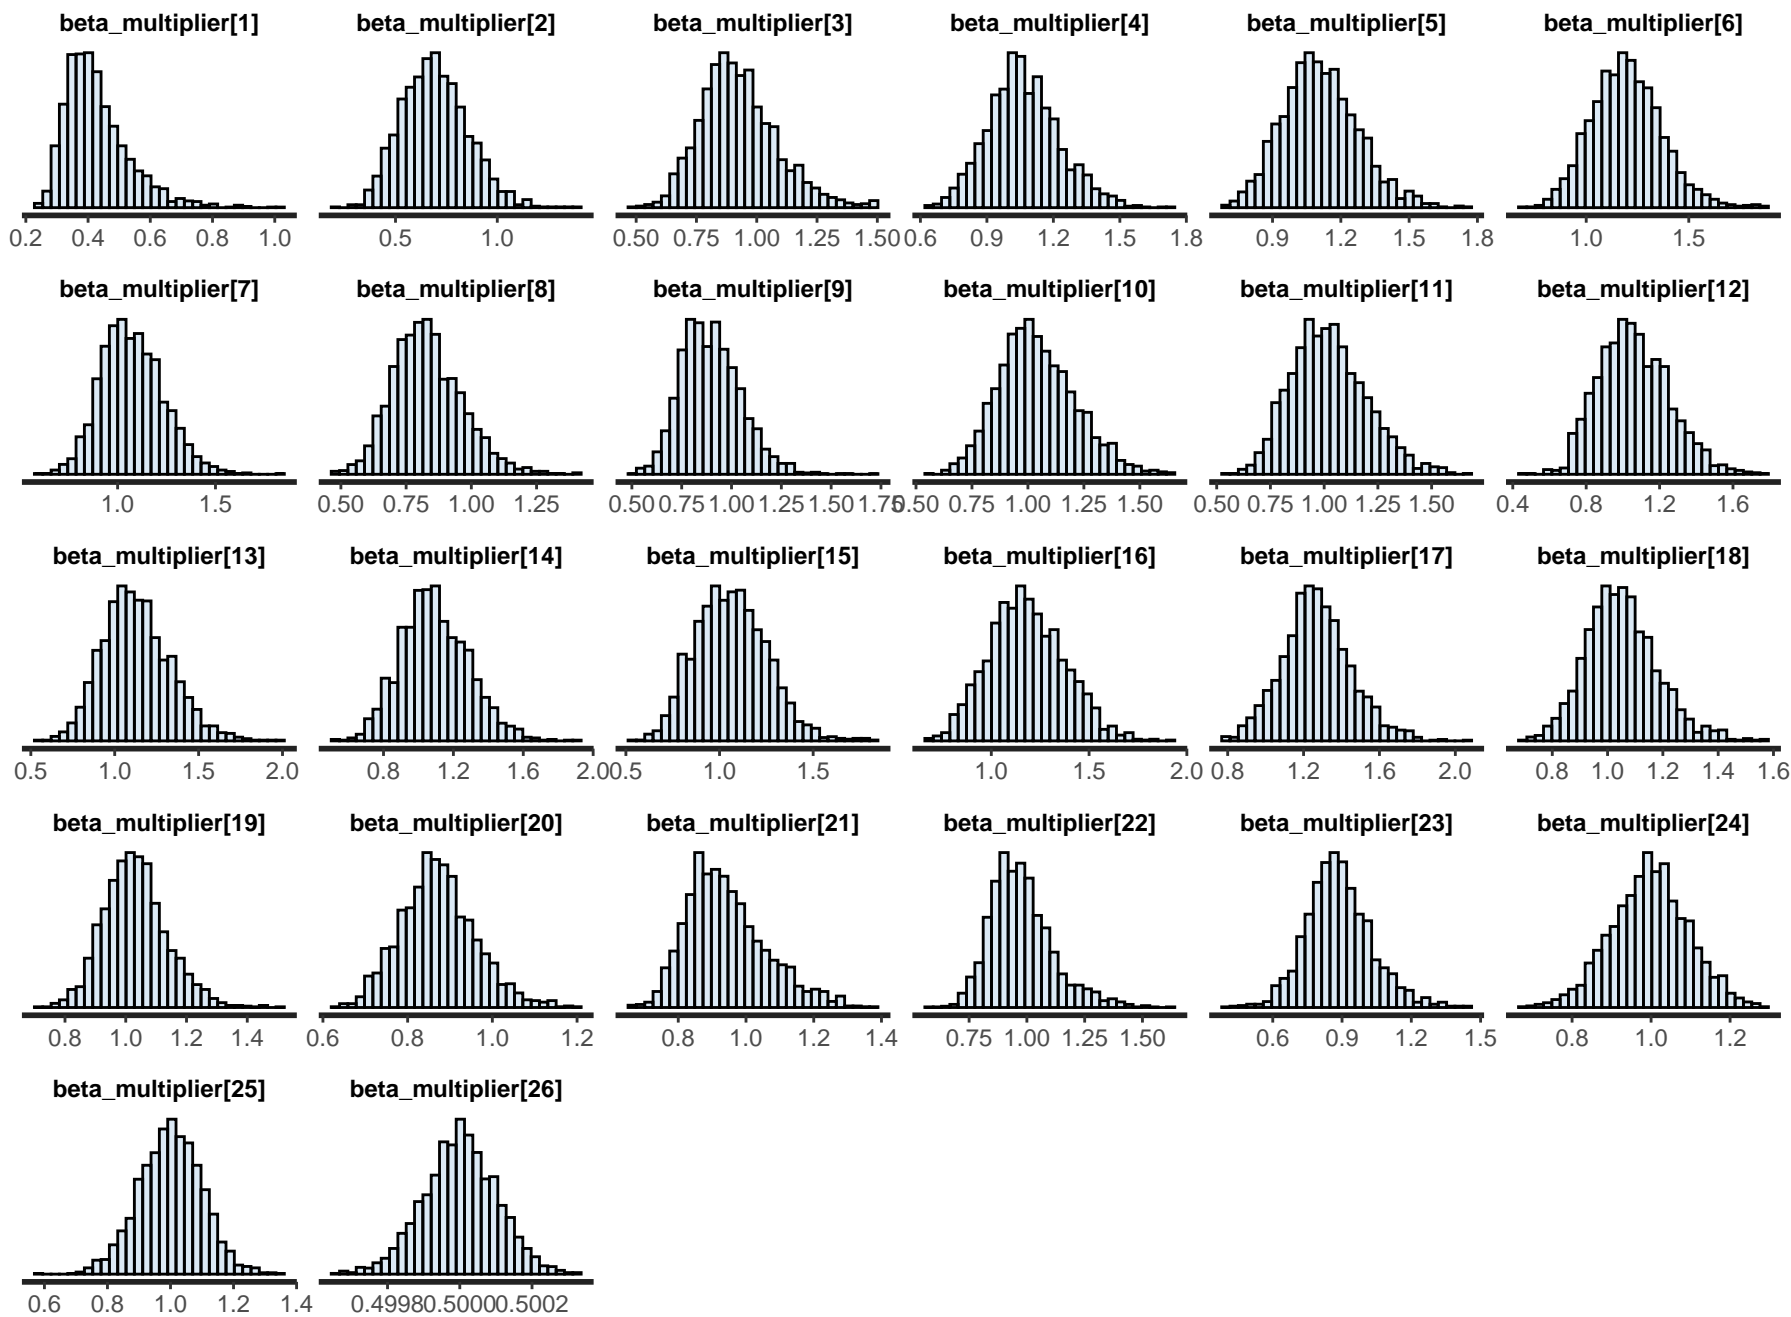 beta_multiplier[1] beta_multiplier[2] beta_multiplier[3] beta_multiplier[4] beta_multiplier[5] beta_multiplier[6]
0.2 0.4 0.6 0.8 1.0 0.5 1.0 0.50 0.75 1.00 1.25 1.50 0.6 0.9 1.2 1.5 1.8 0.9 1.2 1.5 1.8 1.0 1.5
beta_multiplier[7] beta_multiplier[8] beta_multiplier[9] beta_multiplier[10] beta_multiplier[11] beta_multiplier[12]
1.0 1.5 0.50 0.75 1.00 1.25 0.50 0.75 1.00 1.25 1.50 1.75 0.50 0.75 1.00 1.25 1.50 0.50 0.75 1.00 1.25 1.50 0.4 0.8 1.2 1.6
beta_multiplier[13] beta_multiplier[14] beta_multiplier[15] beta_multiplier[16] beta_multiplier[17] beta_multiplier[18]
0.5 1.0 1.5 2.0 0.8 1.2 1.6 2.0 0.5 1.0 1.5 1.0 1.5 2.0 0.8 1.2 1.6 2.0 0.8 1.0 1.2 1.4 1.6
beta_multiplier[19] beta_multiplier[20] beta_multiplier[21] beta_multiplier[22] beta_multiplier[23] beta_multiplier[24]
0.8 1.0 1.2 1.4 0.6 0.8 1.0 1.2 0.8 1.0 1.2 1.4 0.75 1.00 1.25 1.50 0.6 0.9 1.2 1.5 0.8 1.0 1.2
beta_multiplier[25] beta_multiplier[26]
0.6 0.8 1.0 1.2 1.4 0.4998 0.5000 0.5002